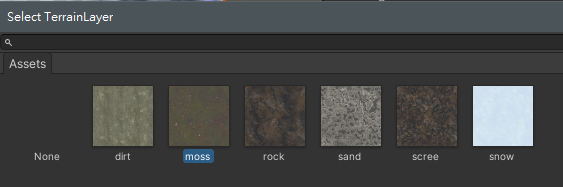 Select TerrainLayer
Assets
None dirt moss rock sand scree snow